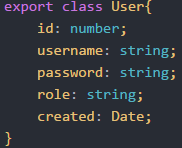 export class User{
    id: number;
    username: string;
    password: string;
    role: string;
    created: Date;
}